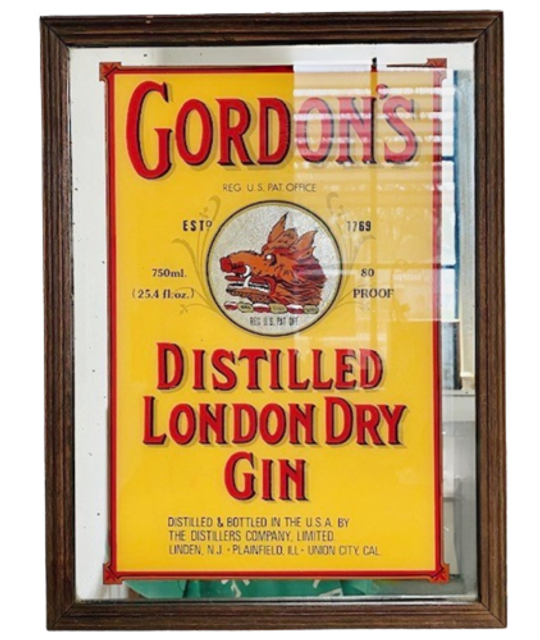 GORDON'S
REG. U.S. PAT. OFFICE
ESTD 1769
750ml. 80
(25.4 fl.oz.) PROOF
REG. U.S. PAT. OFF.
DISTILLED
LONDON DRY
GIN
DISTILLED & BOTTLED IN THE U.S.A. BY
THE DISTILLERS COMPANY, LIMITED
LINDEN, N.J. - PLAINFIELD, ILL - UNION CITY, CAL.